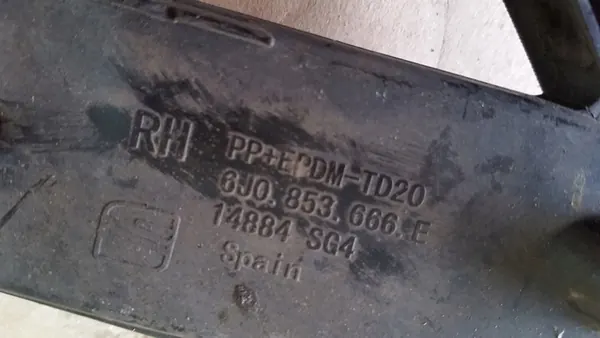 RH
PP+EPDM-TD20
6J0.853.666.E
14884 SG4
Spain